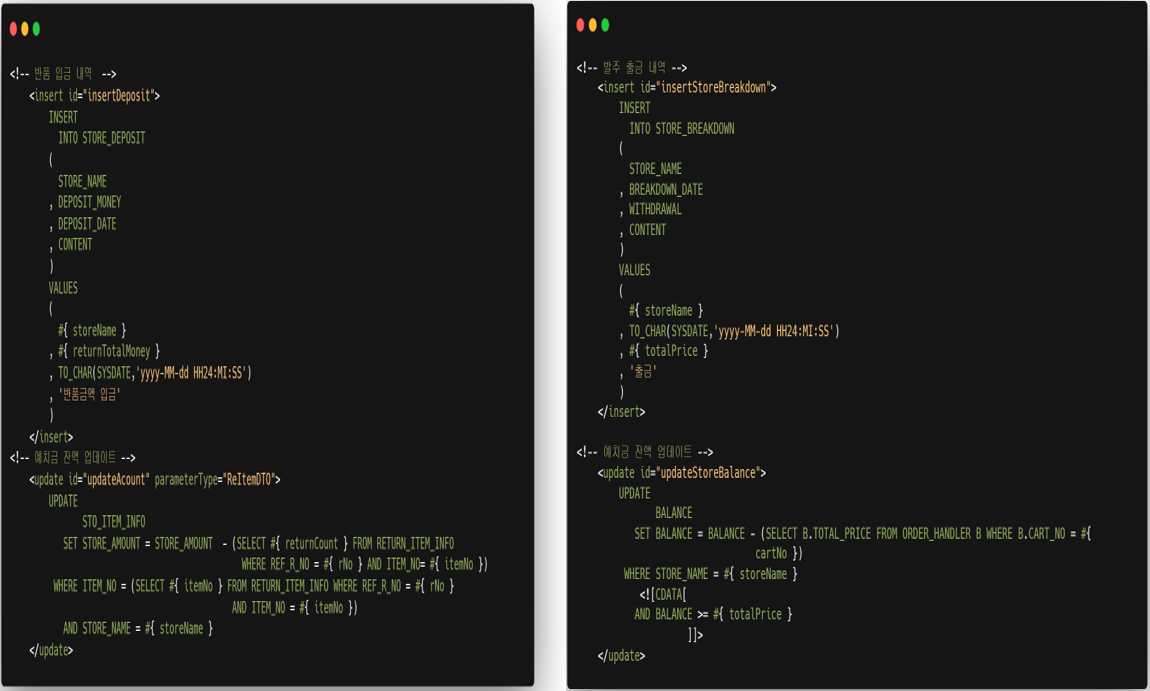 <!-- 반품 입금 내역  -->
<insert id="insertDeposit">
INSERT
INTO STORE_DEPOSIT
(
STORE_NAME
, DEPOSIT_MONEY
, DEPOSIT_DATE
, CONTENT
)
VALUES
(
#{ storeName }
, #{ returnTotalMoney }
, TO_CHAR(SYSDATE,'yyyy-MM-dd HH24:MI:SS')
, '반품금액 입금'
)
</insert>
<!-- 예치금 잔액 업데이트 -->
<update id="updateAcount" parameterType="ReItemDTO">
UPDATE
STO_ITEM_INFO
SET STORE_AMOUNT = STORE_AMOUNT  - (SELECT #{ returnCount } FROM RETURN_ITEM_INFO
WHERE REF_R_NO = #{ rNo } AND ITEM_NO= #{ itemNo })
WHERE ITEM_NO = (SELECT #{ itemNo } FROM RETURN_ITEM_INFO WHERE REF_R_NO = #{ rNo }
AND ITEM_NO = #{ itemNo })
AND STORE_NAME = #{ storeName }
</update>
<!-- 발주 출금 내역 -->
<insert id="insertStoreBreakdown">
INSERT
INTO STORE_BREAKDOWN
(
STORE_NAME
, BREAKDOWN_DATE
, WITHDRAWAL
, CONTENT
)
VALUES
(
#{ storeName }
, TO_CHAR(SYSDATE,'yyyy-MM-dd HH24:MI:SS')
, #{ totalPrice }
, '출금'
)
</insert>
<!-- 예치금 잔액 업데이트 -->
<update id="updateStoreBalance">
UPDATE
BALANCE
SET BALANCE = BALANCE - (SELECT B.TOTAL_PRICE FROM ORDER_HANDLER B WHERE B.CART_NO = #{
cartNo })
WHERE STORE_NAME = #{ storeName }
<![CDATA[
AND BALANCE >= #{ totalPrice }
]]>
</update>